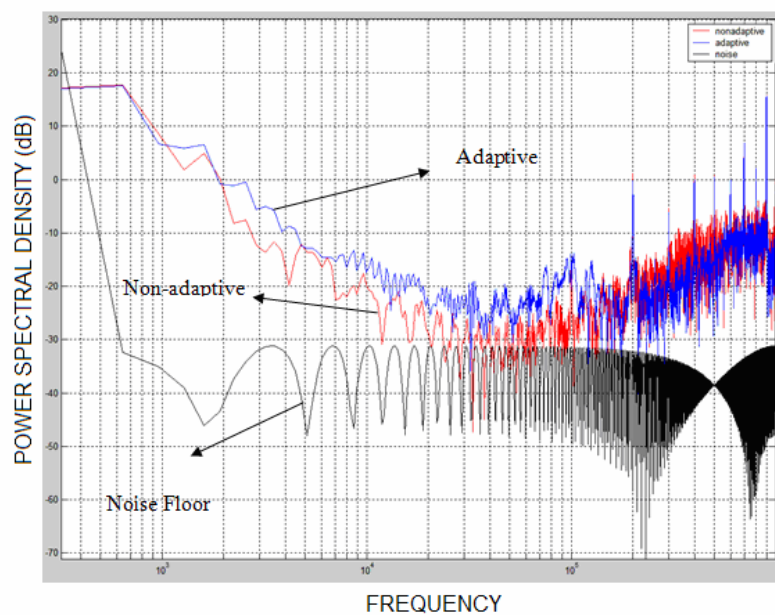 30
20
10
0
-10
-20
-30
-40
-50
-60
-70
POWER SPECTRAL DENSITY (dB)
nonadaptive
adaptive
noise
Adaptive
Non-adaptive
Noise Floor
10³
10⁴
10⁵
FREQUENCY